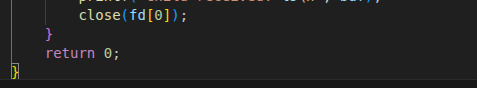 close(fd[0]);
}
return 0;
}